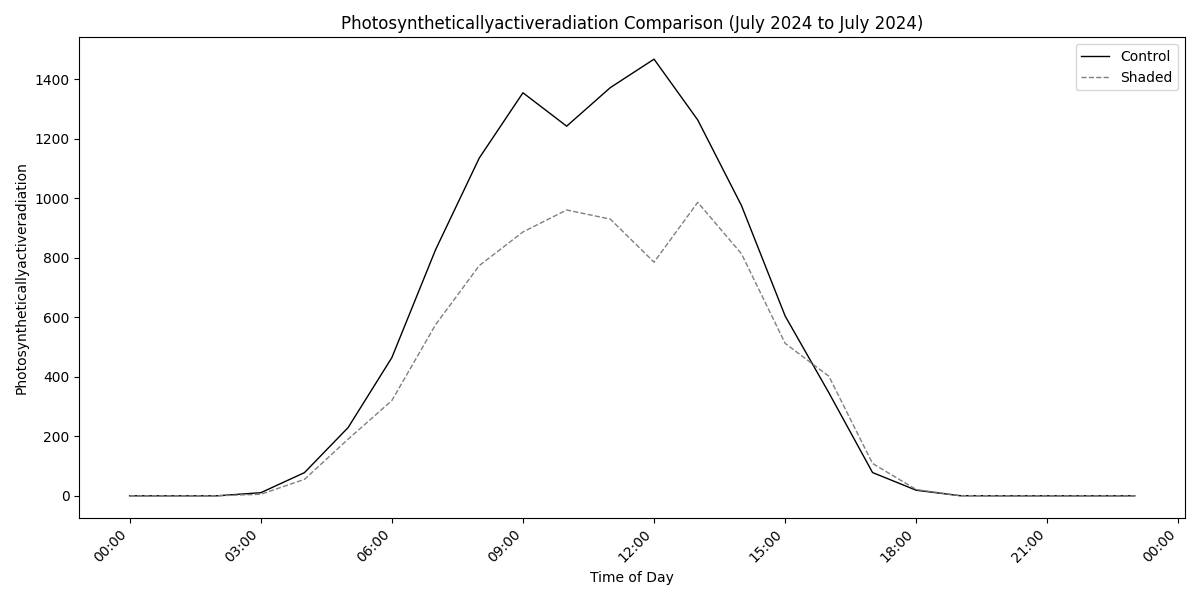 Photosyntheticallyactiveradiation Comparison (July 2024 to July 2024)
Control
Shaded
Photosyntheticallyactiveradiation
1400
1200
1000
800
600
400
200
0
00:00 03:00 06:00 09:00 12:00 15:00 18:00 21:00 00:00
Time of Day